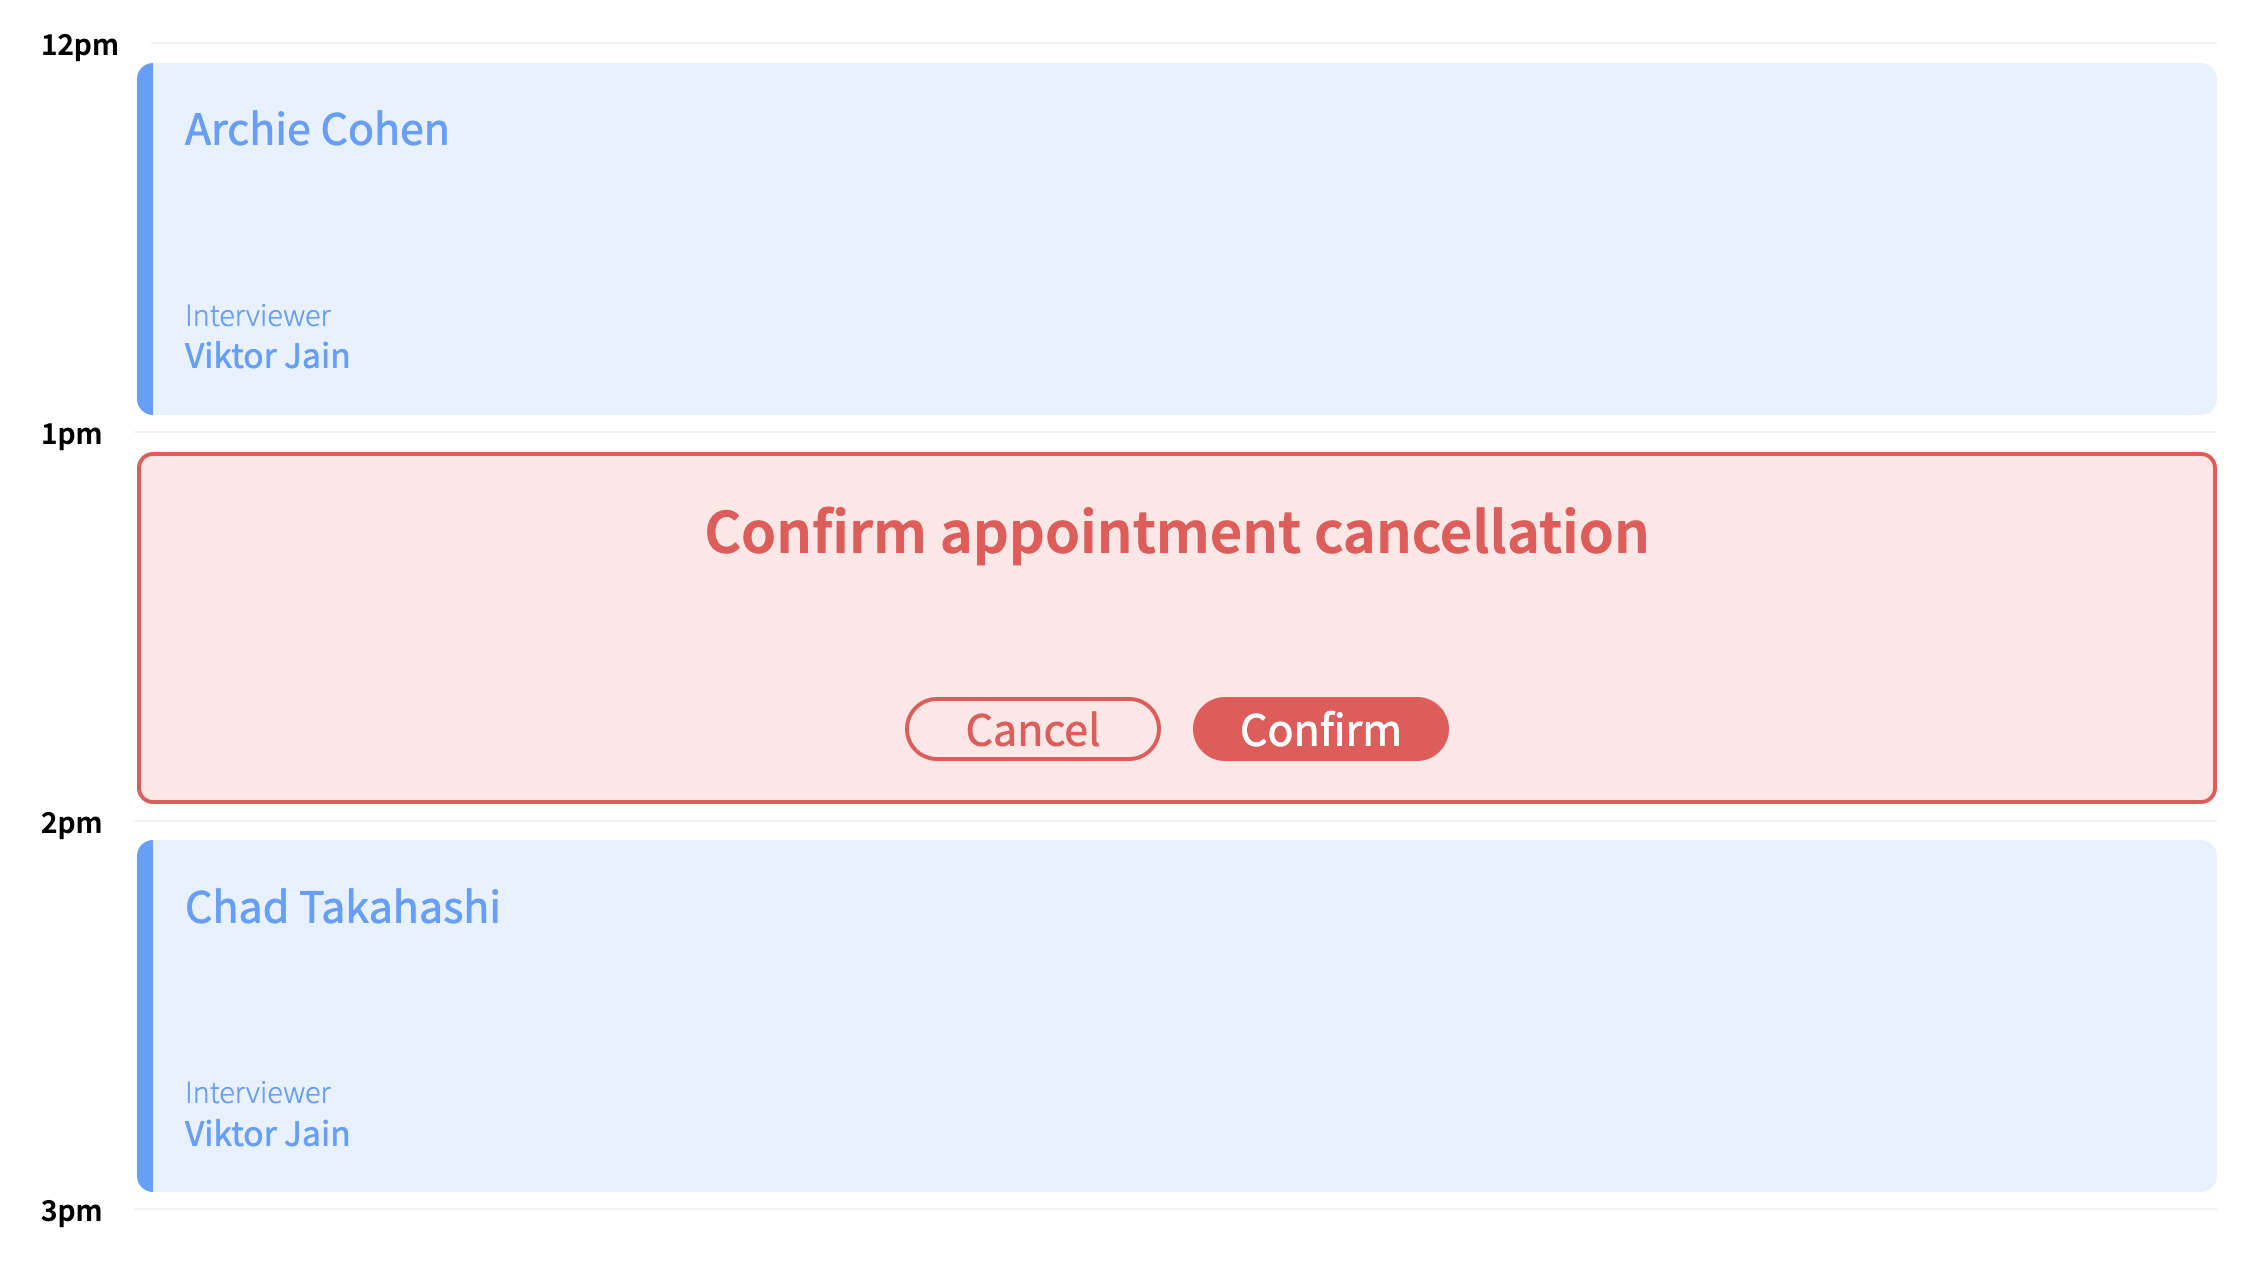 12pm
Archie Cohen
Interviewer
Viktor Jain
1pm
Confirm appointment cancellation
Cancel Confirm
2pm
Chad Takahashi
Interviewer
Viktor Jain
3pm